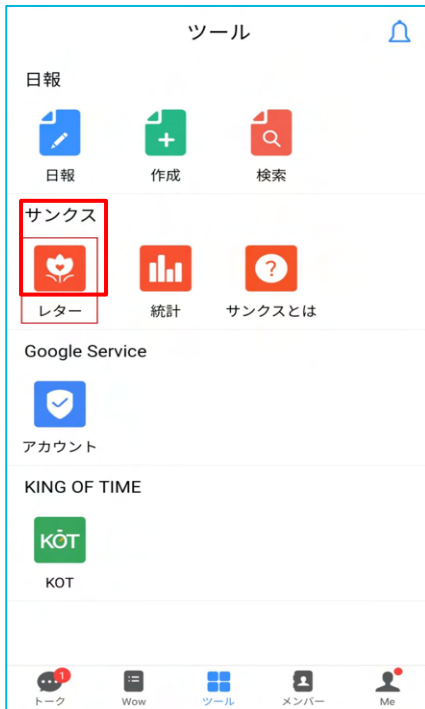 ツール
日報
日報 作成 検索
サンクス
レター 統計 サンクスとは
Google Service
アカウント
KING OF TIME
KOT
KOT
1
トーク Wow ツール メンバー Me